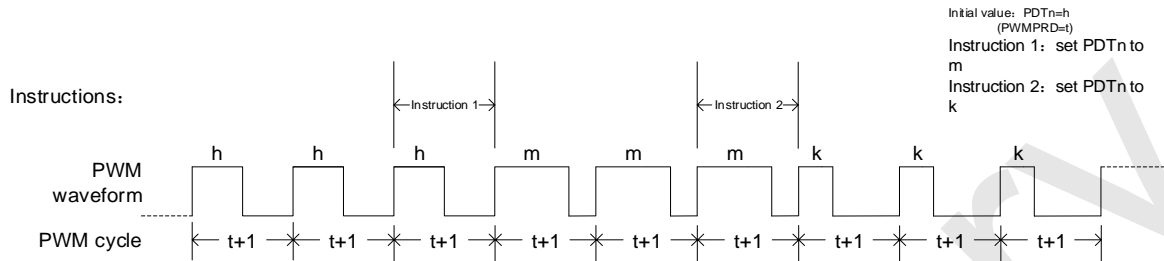 Initial value: PDTn=h
(PWMPRD=t)
Instruction 1: set PDTn to
m
Instruction 2: set PDTn to
k
Instructions:
Instruction 1
Instruction 2
h h h m m m k k k
PWM
waveform
PWM cycle
t+1 t+1 t+1 t+1 t+1 t+1 t+1 t+1 t+1